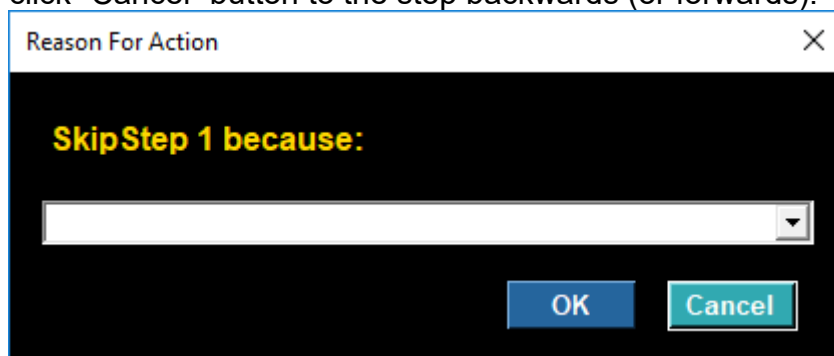 click "Cancel" button to the step backwards (or forwards).
Reason For Action
SkipStep 1 because:
OK
Cancel